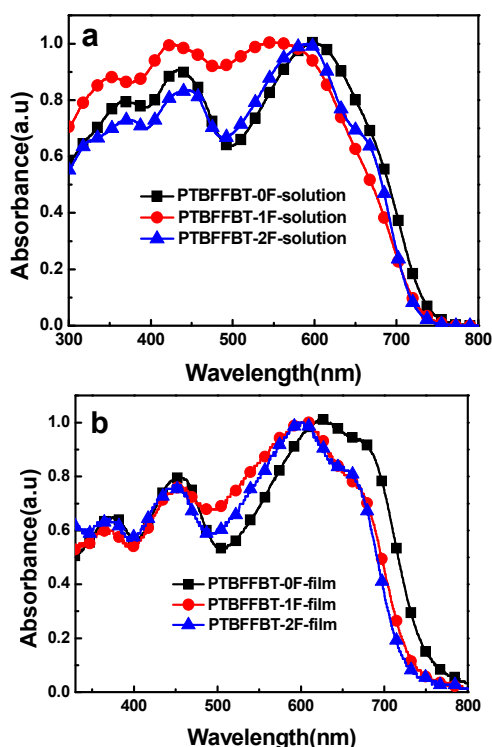 a
1.0
0.8
0.6
0.4
0.2
0.0
Absorbance(a.u)
PTBFFBT-0F-solution
PTBFFBT-1F-solution
PTBFFBT-2F-solution
300 400 500 600 700 800
Wavelength(nm)
b
1.0
0.8
0.6
0.4
0.2
0.0
Absorbance(a.u)
PTBFFBT-0F-film
PTBFFBT-1F-film
PTBFFBT-2F-film
400 500 600 700 800
Wavelength(nm)